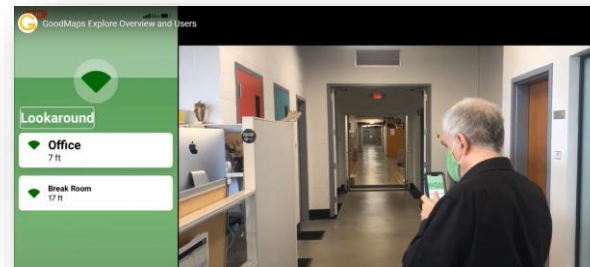 GoodMaps Explore Overview and Users
Lookaround
Office
7 ft
Break Room
17 ft